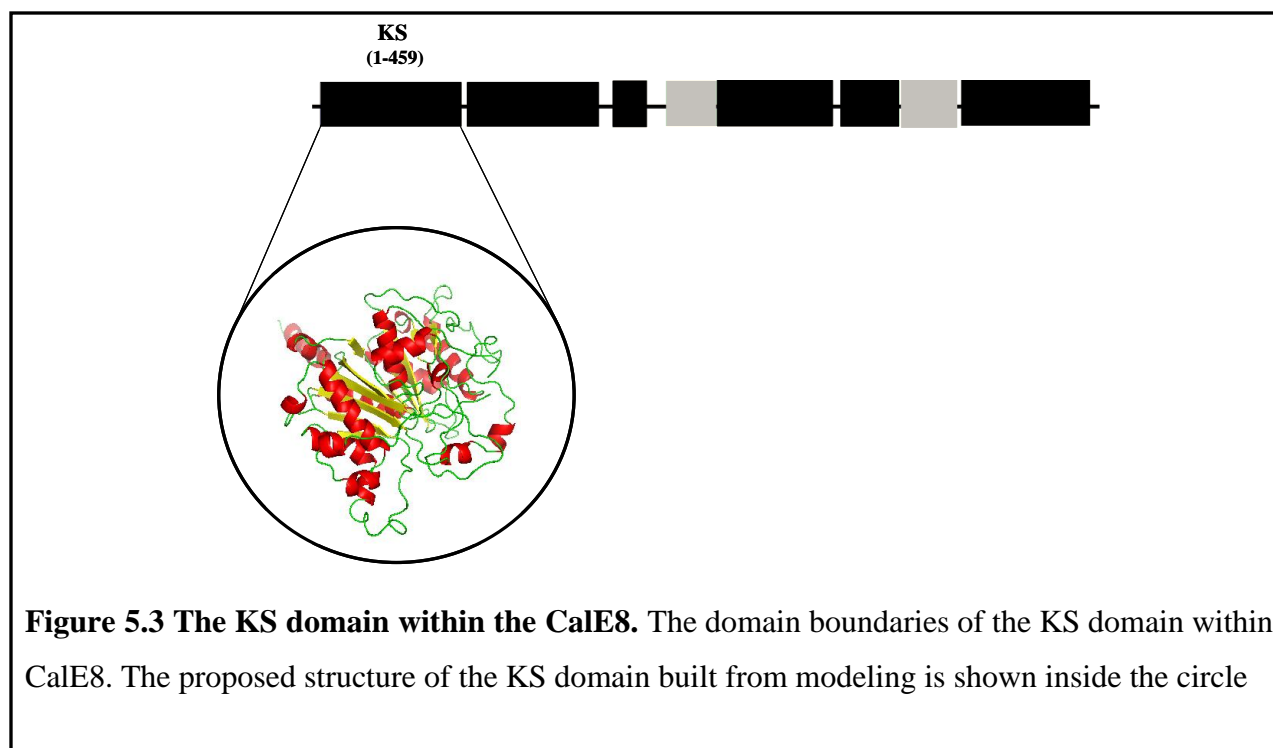 KS
(1-459)
Figure 5.3 The KS domain within the CalE8. The domain boundaries of the KS domain within
CalE8. The proposed structure of the KS domain built from modeling is shown inside the circle